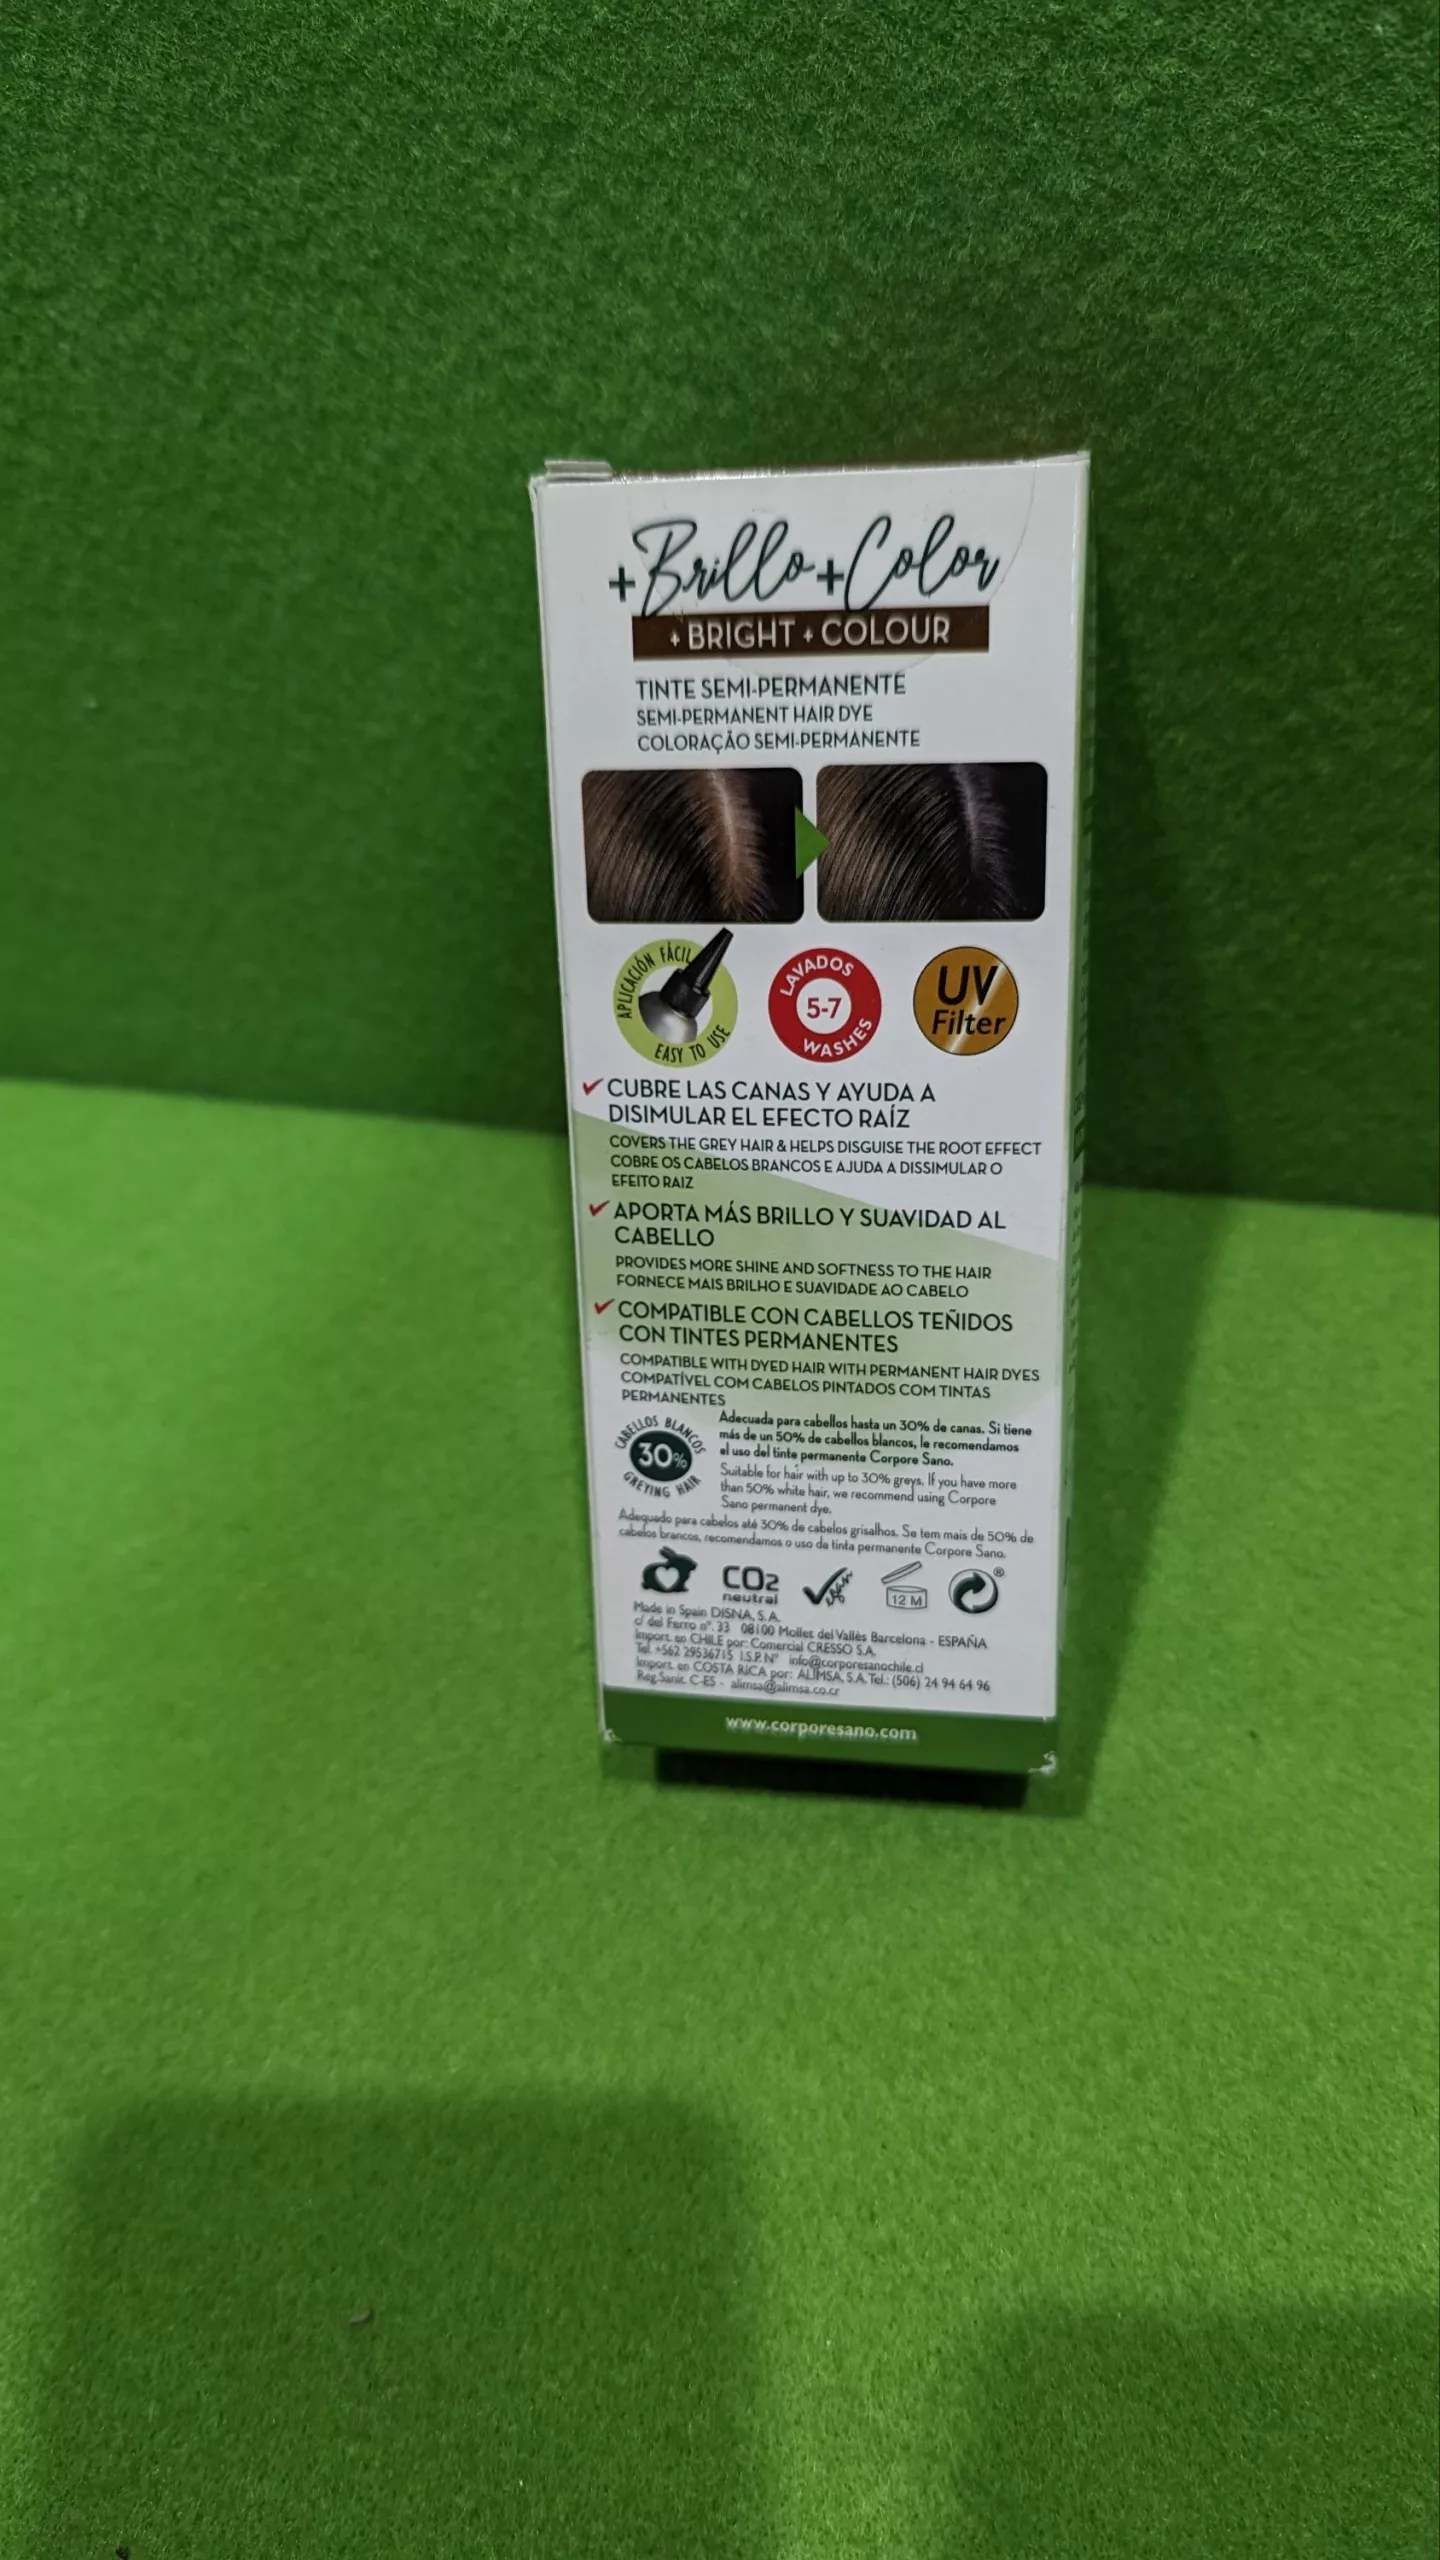 +Brillo+Color
+ BRIGHT + COLOUR
TINTE SEMI-PERMANENTE
SEMI-PERMANENT HAIR DYE
COLORAÇÃO SEMI-PERMANENTE
APLICACIÓN FÁCIL
EASY TO USE
LAVADOS
5-7
WASHES
UV
Filter
CUBRE LAS CANAS Y AYUDA A
DISIMULAR EL EFECTO RAÍZ
COVERS THE GREY HAIR & HELPS DISGUISE THE ROOT EFFECT
COBRE OS CABELOS BRANCOS E AJUDA A DISSIMULAR O
EFEITO RAIZ
APORTA MÁS BRILLO Y SUAVIDAD AL
CABELLO
PROVIDES MORE SHINE AND SOFTNESS TO THE HAIR
FORNECE MAIS BRILHO E SUAVIDADE AO CABELO
COMPATIBLE CON CABELLOS TEÑIDOS
CON TINTES PERMANENTES
COMPATIBLE WITH DYED HAIR WITH PERMANENT HAIR DYES
COMPATÍVEL COM CABELOS PINTADOS COM TINTAS
PERMANENTES
CABELLOS BLANCOS
30%
GREYING HAIR
Adecuada para cabellos hasta un 30% de canas. Si tiene
más de un 50% de cabellos blancos, le recomendamos
el uso del tinte permanente Corpore Sano.
Suitable for hair with up to 30% greys. If you have more
than 50% white hair, we recommend using Corpore
Sano permanent dye.
Adequado para cabelos até 30% de cabelos grisalhos. Se tem mais de 50% de
cabelos brancos, recomendamos o uso da tinta permanente Corpore Sano.
CO2
neutral
12 M
®
Made in Spain DISNA, S.A.
c/ del Ferro nº. 33 08100 Mollet del Vallès Barcelona - ESPAÑA
Import. en CHILE por: Comercial CRESSO S.A.
Tel. +562 29536715 I.S.P. Nº info@corporesanochile.cl
Import. en COSTA RICA por: ALIMSA, S.A. Tel.: (506) 24 94 64 96
Reg.Sanit. C-ES - alimsa@alimsa.co.cr
www.corporesano.com